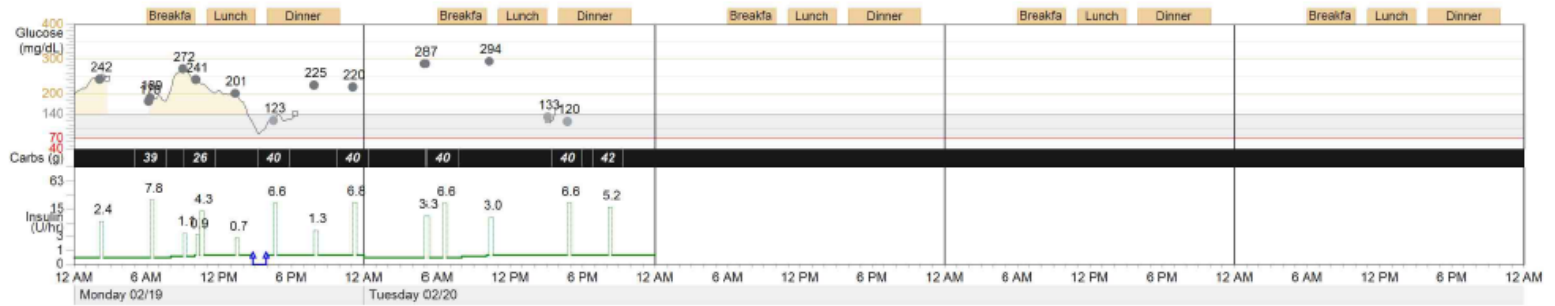 Breakfa Lunch Dinner Breakfa Lunch Dinner Breakfa Lunch Dinner Breakfa Lunch Dinner Breakfa Lunch Dinner
400
Glucose
(mg/dL)
300
200
140
70
40
242 189 178 272 241 201 123 225 220 287 294 133 120
Carbs (g) 39 26 40 40 40 40 42
63
15
Insulin
(U/hr)
3
1
0
2.4 7.8 1.1 0.9 4.3 0.7 6.6 1.3 6.8 3.3 6.6 3.0 6.6 5.2
12 AM 6 AM 12 PM 6 PM 12 AM 6 AM 12 PM 6 PM 12 AM 6 AM 12 PM 6 PM 12 AM 6 AM 12 PM 6 PM 12 AM 6 AM 12 PM 6 PM 12 AM
Monday 02/19 Tuesday 02/20